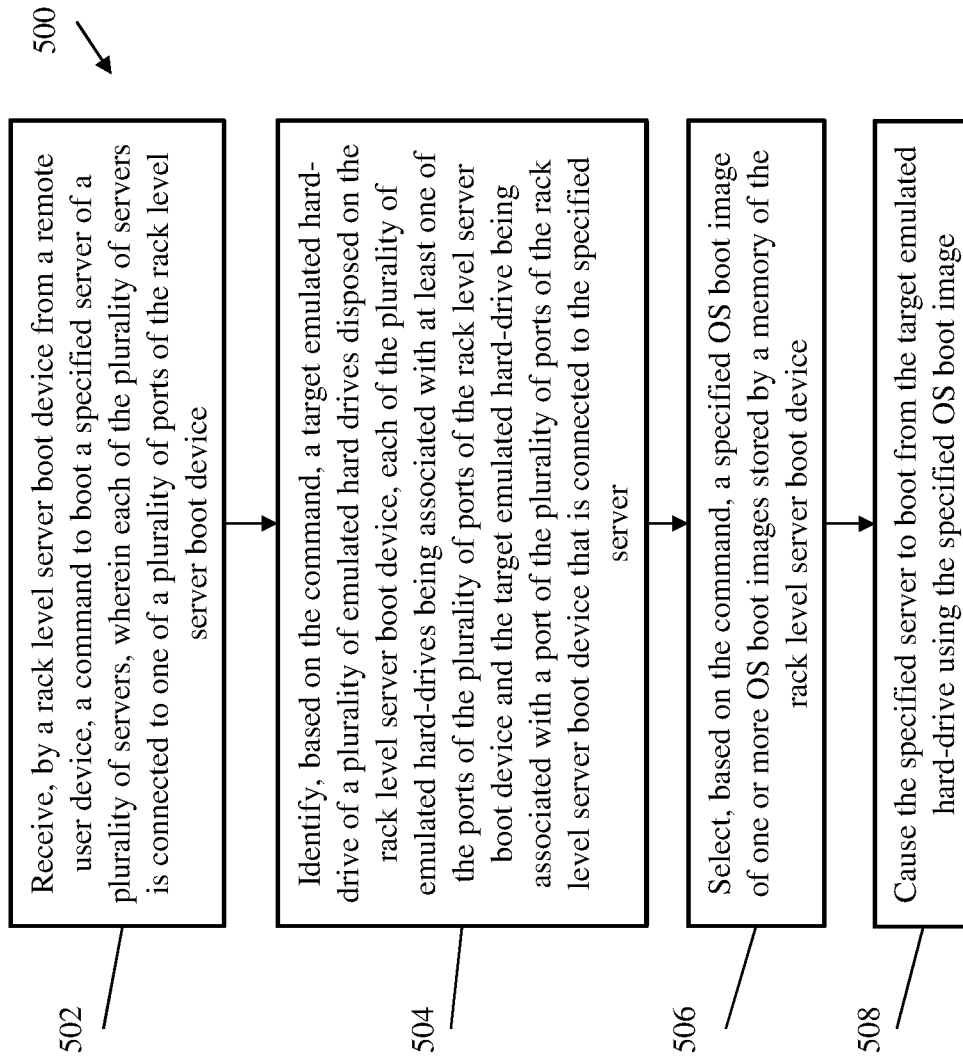 500
502
Receive, by a rack level server boot device from a remote
user device, a command to boot a specified server of a
plurality of servers, wherein each of the plurality of servers
is connected to one of a plurality of ports of the rack level
server boot device
504
Identify, based on the command, a target emulated hard-
drive of a plurality of emulated hard drives disposed on the
rack level server boot device, each of the plurality of
emulated hard-drives being associated with at least one of
the ports of the plurality of ports of the rack level server
boot device and the target emulated hard-drive being
associated with a port of the plurality of ports of the rack
level server boot device that is connected to the specified
server
506
Select, based on the command, a specified OS boot image
of one or more OS boot images stored by a memory of the
rack level server boot device
508
Cause the specified server to boot from the target emulated
hard-drive using the specified OS boot image